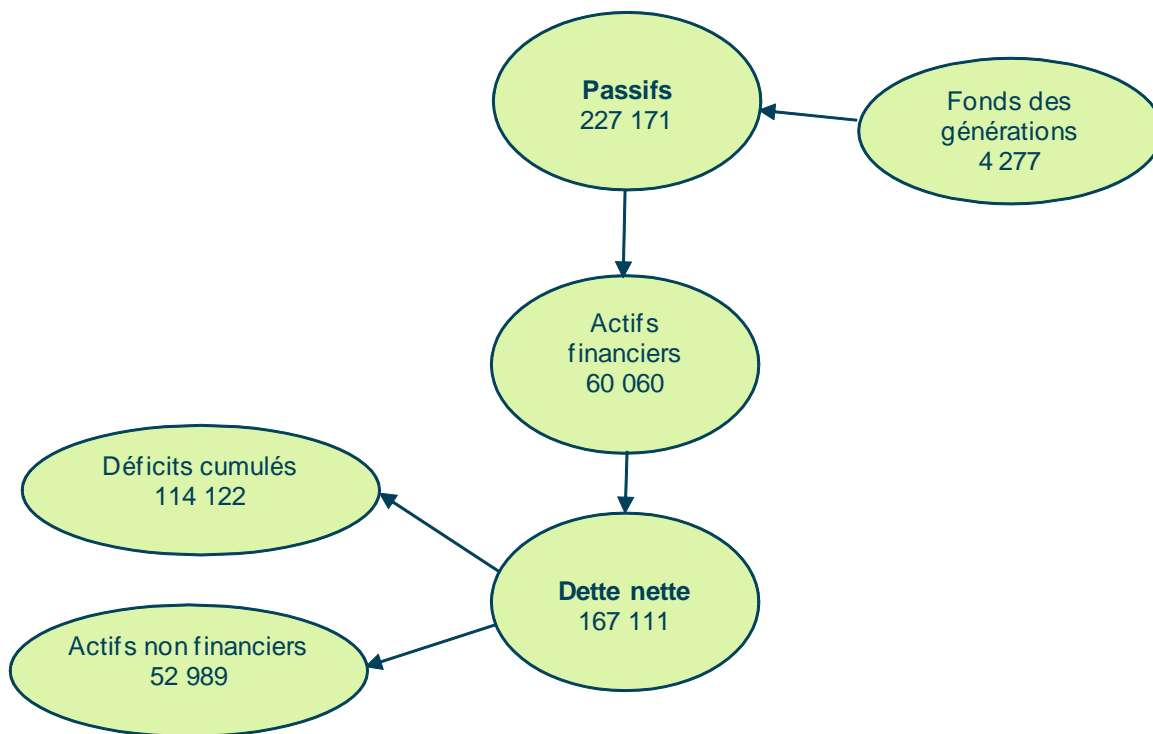 Passifs
227 171
Fonds des
générations
4 277
Actifs
financiers
60 060
Déficits cumulés
114 122
Dette nette
167 111
Actifs non financiers
52 989